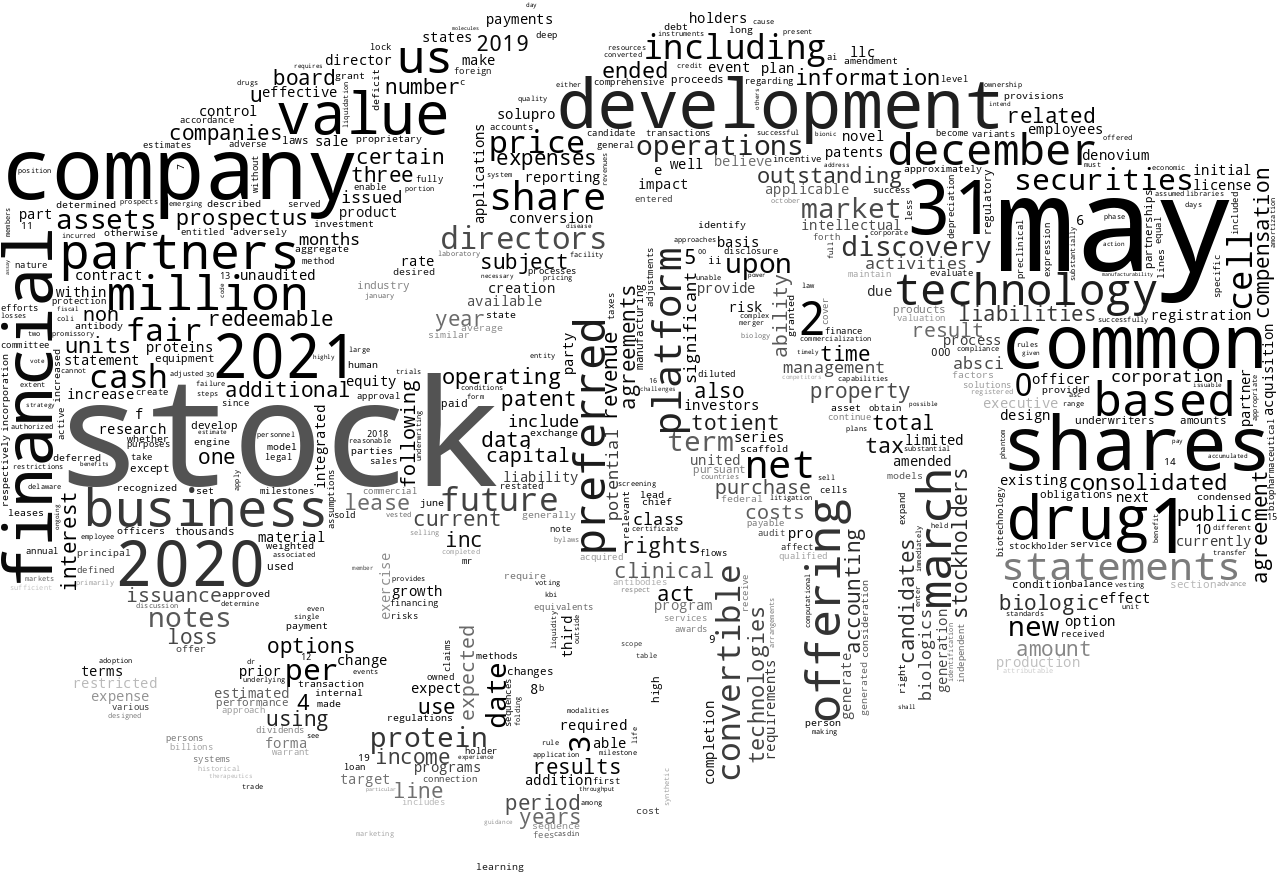 day
payments
molecules
holders
cause
states
2019
deep
debt
long
present
lock
us
instruments
including
requires
director
make
resources
converted
ai
llc
amendment
board
grant
foreign
ended
credit
event
plan
information
level
drugs
u
effective
number
c
either
comprehensive
proceeds
regarding
ownership
control
liquidation
deficit
value
quality
development
others
intend
provisions
accordance
solupro
related
companies
laws
sale
proprietary
accounts
candidate
transactions
successful
bionic
novel
become
variants
employees
offered
estimates
adverse
price
general
operations
patents
december
denovium
must
economic
company
without
certain
applications
expenses
believe
incentive
address
approximately
securities
initial
position
7
three
enable
fully
system
reporting
revenues
e
well
outstanding
success
assumed
libraries
license
determined
prospects
emerging
described
served
issued
portion
share
impact
applicable
less
31
depreciation
regulatory
may
days
members
part
11
assets
prospectus
product
investment
conversion
entered
october
market
corporate
phase
6
partnerships
included
incurred
otherwise
entitled
adversely
months
disease
identify
intellectual
forth
full
discovery
preclinical
expression
substantially
action
lines
equal
cell
compensation
financial
partners
aggregate
method
laboratory
directors
facility
approaches
00
basis
disclosure
activities
evaluate
manufacturability
specific
assay
nature
contract
13
unaudited
rate
desired
necessary
subject
processes
pricing
platform
adjustments
5
ii
upon
unable
power
maintain
due
technology
efforts
losses
protection
within
code
million
industry
january
creation
available
state
taxes
manufacturing
significant
provide
risk
law
ability
granted
cover
products
valuation
liabilities
successfully
registration
fiscal
coli
noh
antibody
fair
redeemable
year
similar
average
agreements
complex
merger
2
finance
commercialization
result
process
compliance
common
two
promissory
committee
units
proteins
2021
highly
large
entity
party
preferred
revenue
biology
timely
time
000
absci
rules
given
vote
cannot
statement
equipment
human
trials
operating
conditions
16
challenges
diluted
competitors
management
capabilities
factors
solutions
registered
0
officer
provided
corporation
issuable
appropriate
partner
acquisition
extent
strategy
active
increased
cash
adjusted
30
failure
steps
additional
equity
approval
following
paid
form
patent
also
investors
property
asset
obtain
possible
executive
design
asc
range
based
respectively
incorporation
authorized
increase
create
stock
since
f
research
develop
estimate
integrated
2018
reasonable
parties
sales
underwriting
include
data
exchange
totient
series
scaffold
continue
plans
total
underwriters
amounts
biopharmaceutical
restrictions
whether
purposes
engine
personnel
model
legal
capital
potential
term
net
tax
limited
substantial
phantom
shares
pay
14
accumulated
deferred
benefits
take
except
one
liability
united
pursuant
countries
amended
models
delaware
recognized
set
apply
milestones
assumptions
commercial
restated
screening
purchase
sell
existing
consolidated
leases
ongoing
interest
business
lease
vested
june
future
generally
relevant
lead
chief
class
certificate
federal
litigation
cells
offering
expand
march
held
stockholders
biotechnology
obligations
next
condensed
agreement
15
employee
officers
thousands
sold
current
selling
note
bylaws
costs
payable
audit
pro
drug
1
benefit
public
10
different
currently
annual
principal
2020
material
weighted
associated
inc
completed
acquired
rights
flows
affect
qualified
accounting
candidates
immediately
enter
stockholder
service
transfer
markets
sufficient
defined
primarily
used
exercise
member
mr
require
clinical
antibodies
respect
convertible
receive
computational
statements
section
advance
issuance
approved
provides
growth
voting
kbi
act
condition
balance
vesting
discussion
determine
financing
equivalents
program
services
biologic
effect
unit
notes
even
single
payment
risks
liquidity
third
outside
awards
technologies
arrangements
biologics
generation
identification
independent
standards
new
option
received
loss
offer
options
claims
scope
9
requirements
generate
generated
consideration
amount
adoption
12
change
owned
methods
table
right
production
attributable
terms
dr
prior
underlying
per
events
expect
expected
date
changes
high
restricted
transaction
internal
sequences
folding
8
b
expense
estimated
performance
4
made
use
completion
shall
various
designed
approach
using
regulations
modalities
required
life
person
making
dividends
see
persons
forma
warrant
protein
rule
3
able
milestone
billions
19
income
holder
experience
application
systems
loan
programs
results
historical
therapeutics
target
connection
addition
first
synthetic
trade
particular
line
throughput
includes
period
among
cost
years
guidance
sequence
marketing
fees
casdin
learning